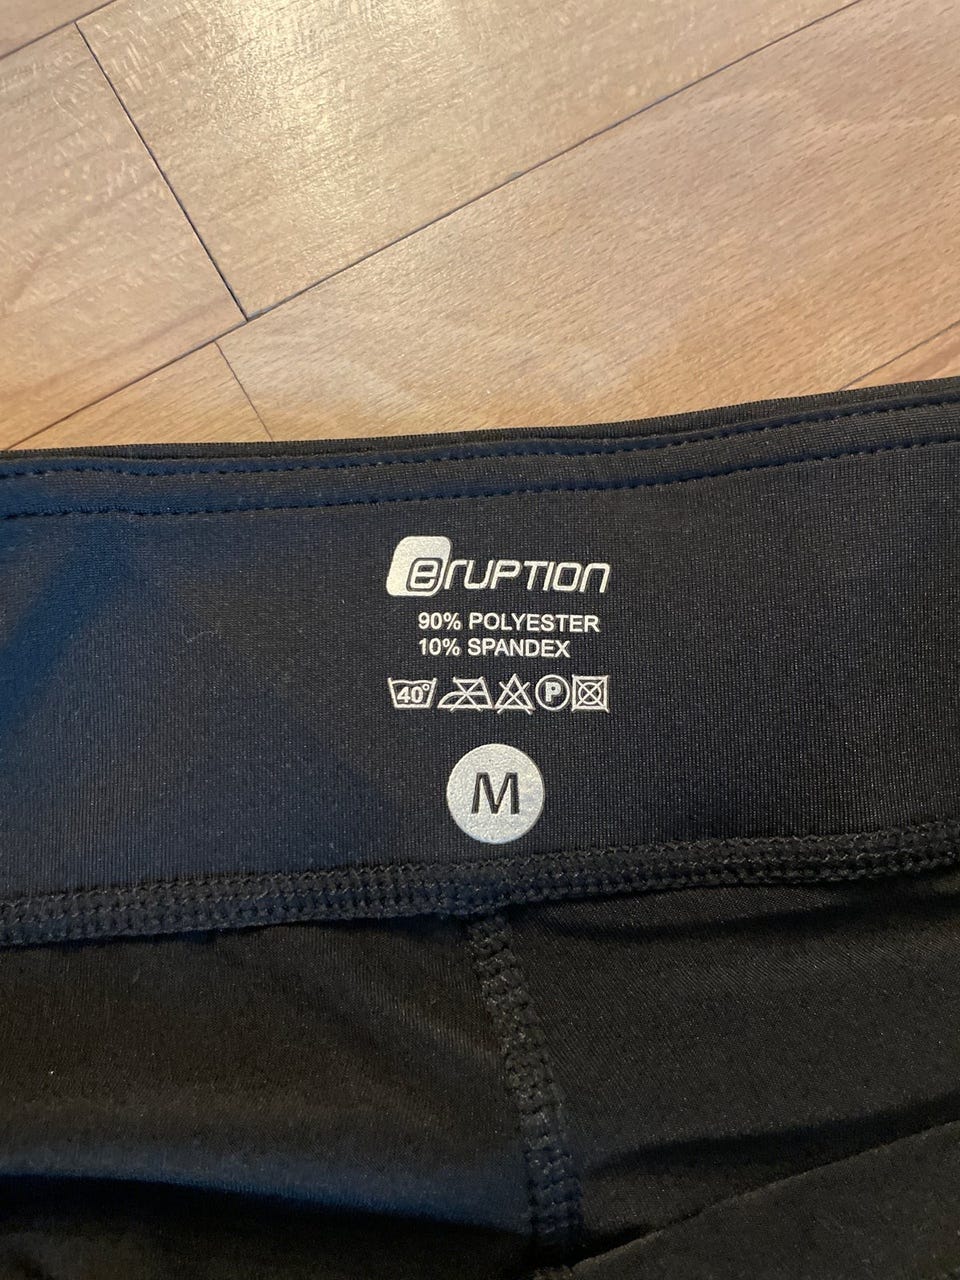 eruption
90% POLYESTER
10% SPANDEX
40° P
M